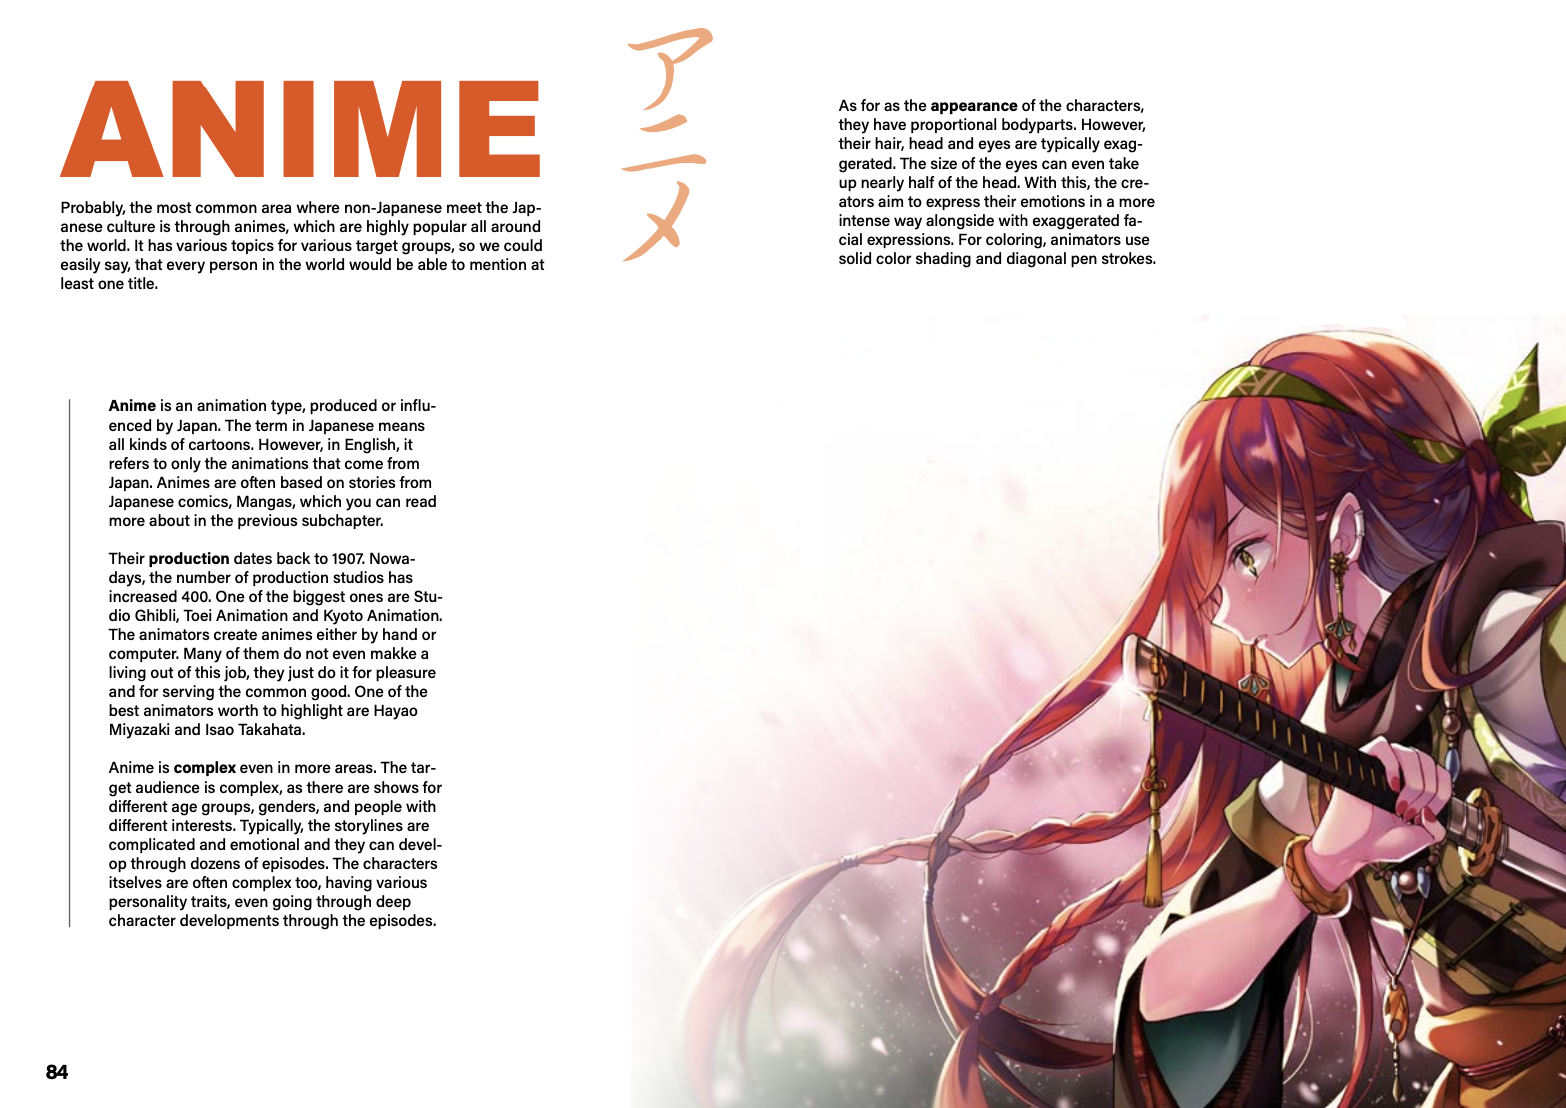 ANIME
アニメ
Probably, the most common area where non-Japanese meet the Jap-
anese culture is through animes, which are highly popular all around
the world. It has various topics for various target groups, so we could
easily say, that every person in the world would be able to mention at
least one title.
Anime is an animation type, produced or influ-
enced by Japan. The term in Japanese means
all kinds of cartoons. However, in English, it
refers to only the animations that come from
Japan. Animes are often based on stories from
Japanese comics, Mangas, which you can read
more about in the previous subchapter.
Their production dates back to 1907. Nowa-
days, the number of production studios has
increased 400. One of the biggest ones are Stu-
dio Ghibli, Toei Animation and Kyoto Animation.
The animators create animes either by hand or
computer. Many of them do not even makke a
living out of this job, they just do it for pleasure
and for serving the common good. One of the
best animators worth to highlight are Hayao
Miyazaki and Isao Takahata.
Anime is complex even in more areas. The tar-
get audience is complex, as there are shows for
different age groups, genders, and people with
different interests. Typically, the storylines are
complicated and emotional and they can devel-
op through dozens of episodes. The characters
itselves are often complex too, having various
personality traits, even going through deep
character developments through the episodes.
As for as the appearance of the characters,
they have proportional bodyparts. However,
their hair, head and eyes are typically exag-
gerated. The size of the eyes can even take
up nearly half of the head. With this, the cre-
ators aim to express their emotions in a more
intense way alongside with exaggerated fa-
cial expressions. For coloring, animators use
solid color shading and diagonal pen strokes.
84